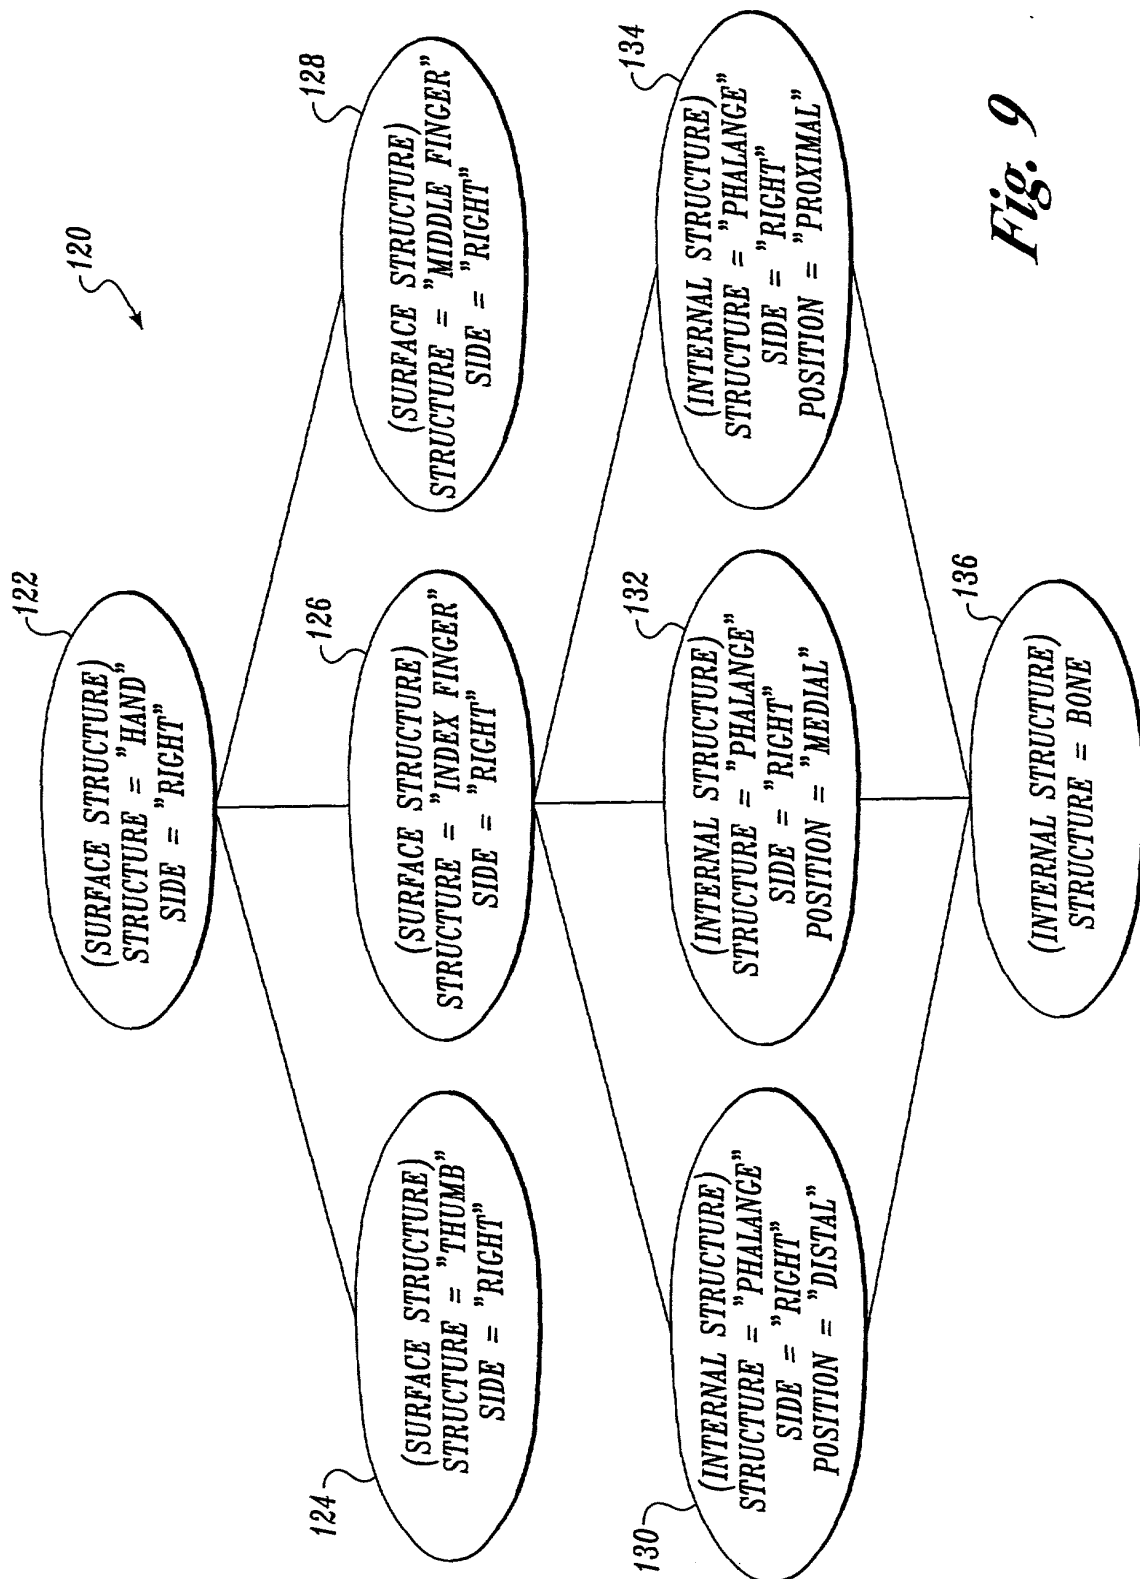 120
122
(SURFACE STRUCTURE)
STRUCTURE = "HAND"
SIDE = "RIGHT"
124
(SURFACE STRUCTURE)
STRUCTURE = "THUMB"
SIDE = "RIGHT"
126
(SURFACE STRUCTURE)
STRUCTURE = "INDEX FINGER"
SIDE = "RIGHT"
128
(SURFACE STRUCTURE)
STRUCTURE = "MIDDLE FINGER"
SIDE = "RIGHT"
130
(INTERNAL STRUCTURE)
STRUCTURE = "PHALANGE"
SIDE = "RIGHT"
POSITION = "DISTAL"
132
(INTERNAL STRUCTURE)
STRUCTURE = "PHALANGE"
SIDE = "RIGHT"
POSITION = "MEDIAL"
134
(INTERNAL STRUCTURE)
STRUCTURE = "PHALANGE"
SIDE = "RIGHT"
POSITION = "PROXIMAL"
136
(INTERNAL STRUCTURE)
STRUCTURE = BONE
Fig. 9